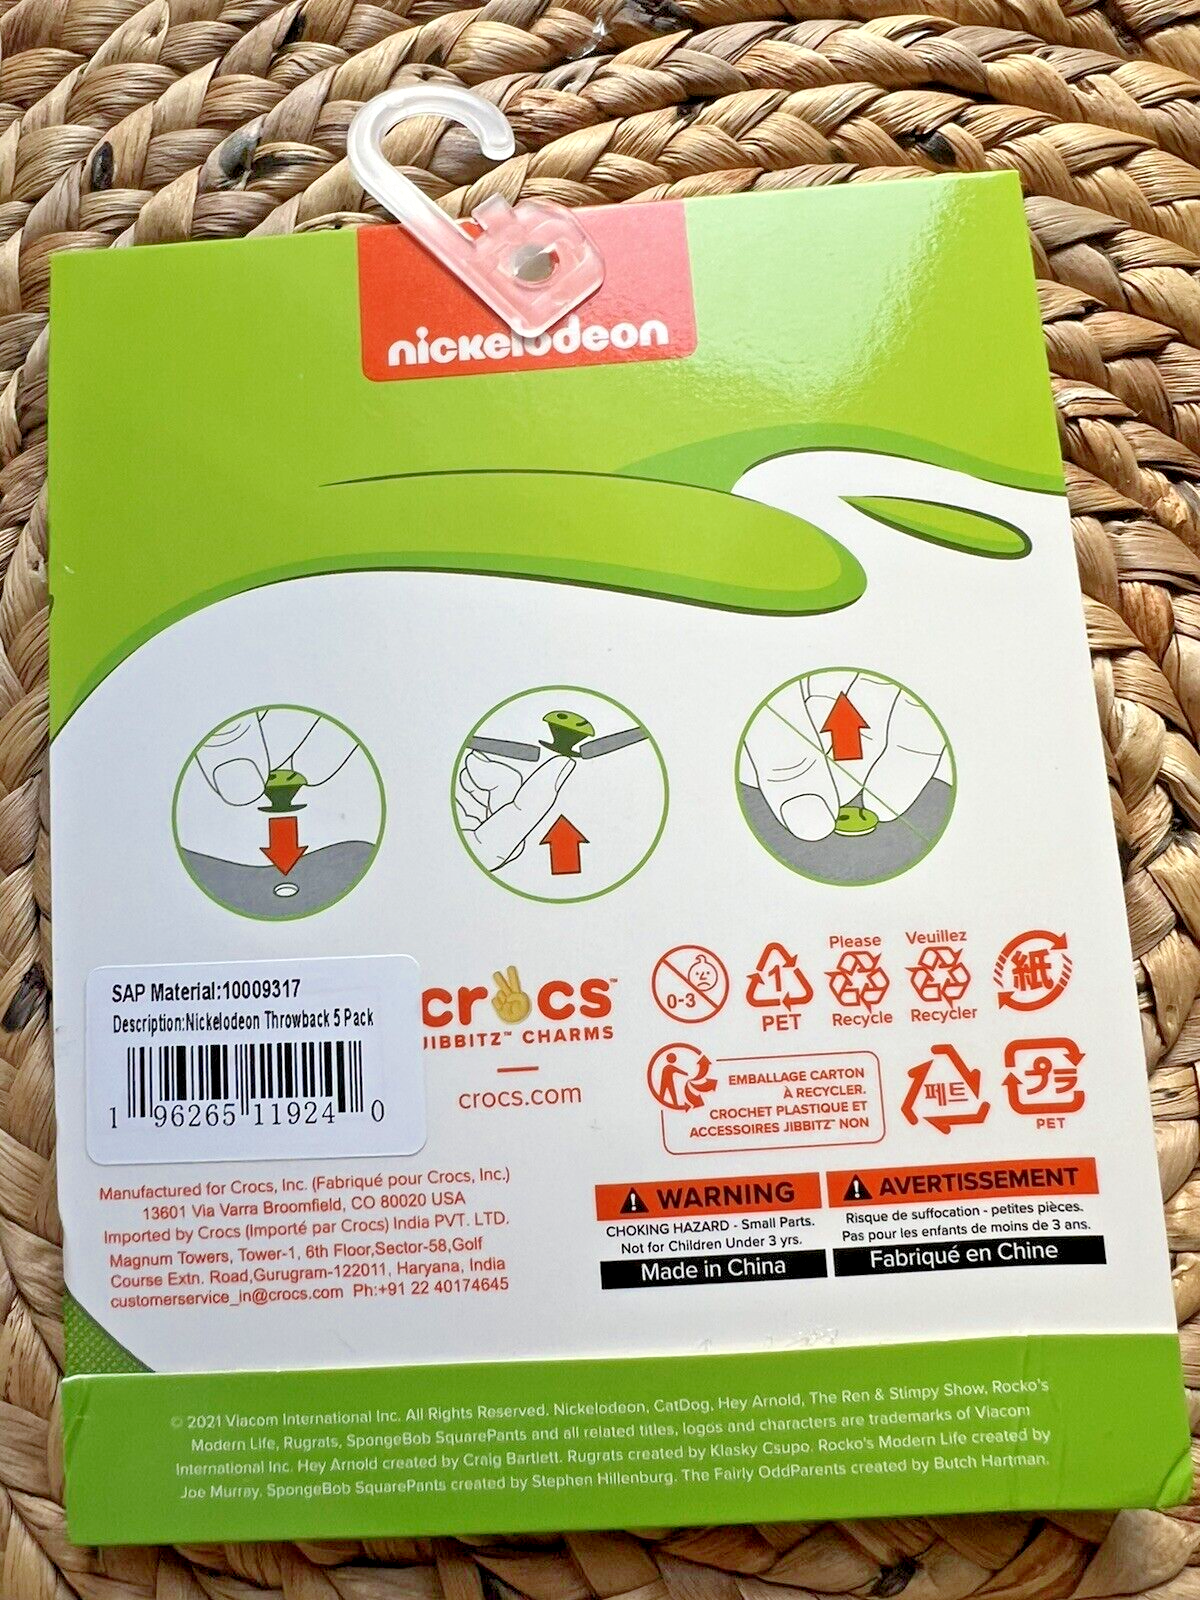 nickelodeon
SAP Material:10009317
Description:Nickelodeon Throwback 5 Pack
1 96265 11924 0
crocs™
JIBBITZ™ CHARMS
crocs.com
0-3
1
PET
Please
Recycle
Veuillez
Recycler
紙
EMBALLAGE CARTON
À RECYCLER.
CROCHET PLASTIQUE ET
ACCESSOIRES JIBBITZ™ NON
페트
プラ
PET
Manufactured for Crocs, Inc. (Fabriqué pour Crocs, Inc.)
13601 Via Varra Broomfield, CO 80020 USA
Imported by Crocs (Importé par Crocs) India PVT. LTD.
Magnum Towers, Tower-1, 6th Floor,Sector-58,Golf
Course Extn. Road,Gurugram-122011, Haryana, India
customerservice_in@crocs.com Ph:+91 22 40174645
WARNING
CHOKING HAZARD - Small Parts.
Not for Children Under 3 yrs.
Made in China
AVERTISSEMENT
Risque de suffocation - petites pièces.
Pas pour les enfants de moins de 3 ans.
Fabriqué en Chine
© 2021 Viacom International Inc. All Rights Reserved. Nickelodeon, CatDog, Hey Arnold, The Ren & Stimpy Show, Rocko's
Modern Life, Rugrats, SpongeBob SquarePants and all related titles, logos and characters are trademarks of Viacom
International Inc. Hey Arnold created by Craig Bartlett. Rugrats created by Klasky Csupo. Rocko's Modern Life created by
Joe Murray. SpongeBob SquarePants created by Stephen Hillenburg. The Fairly OddParents created by Butch Hartman.